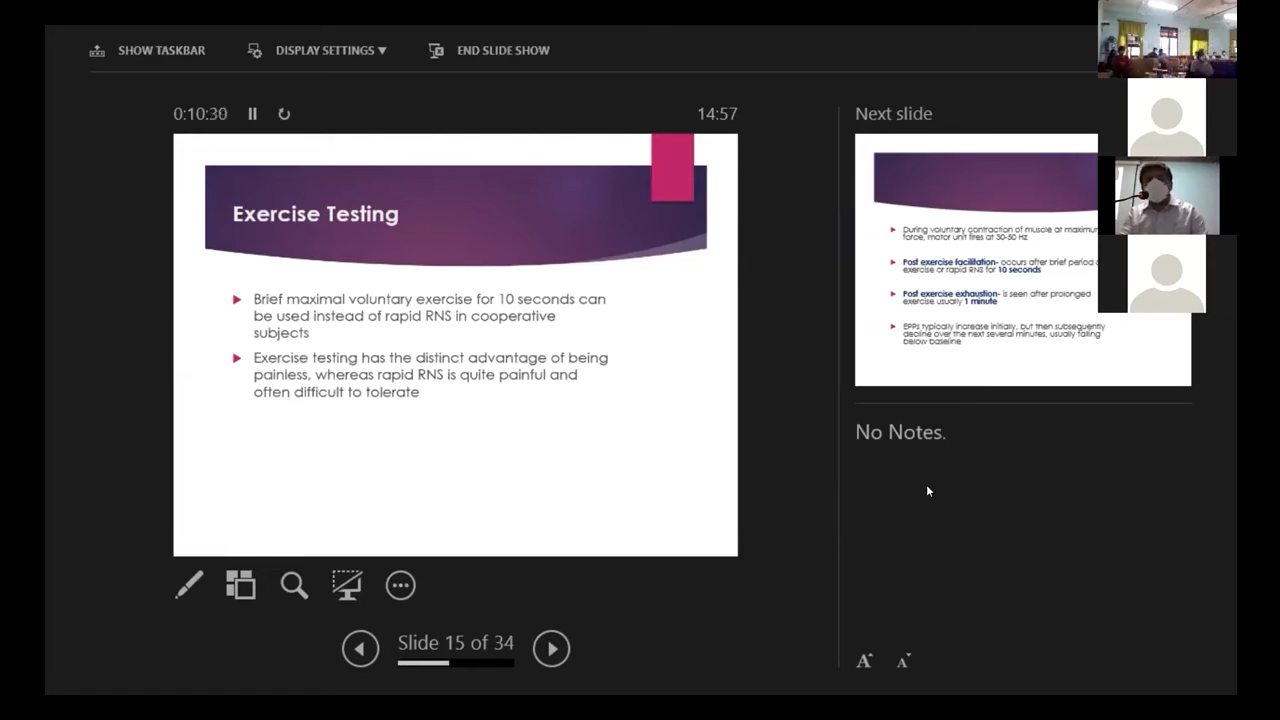 SHOW TASKBAR
DISPLAY SETTINGS ▼
END SLIDE SHOW
0:10:30
14:57
Exercise Testing
Brief maximal voluntary exercise for 10 seconds can
be used instead of rapid RNS in cooperative
subjects
Exercise testing has the distinct advantage of being
painless, whereas rapid RNS is quite painful and
often difficult to tolerate
Slide 15 of 34
Next slide
During voluntary contraction of muscle at
force, motor unit fires at 30-50 Hz
Post exercise facilitation- occurs after brief period
exercise or rapid RNS for 10 seconds
Post exercise exhaustion- is seen after prolonged
exercise usually 1 minute
EPPs typically increase initially, but then subsequently
decline over the next several minutes, usually falling
below baseline
No Notes.
A
A